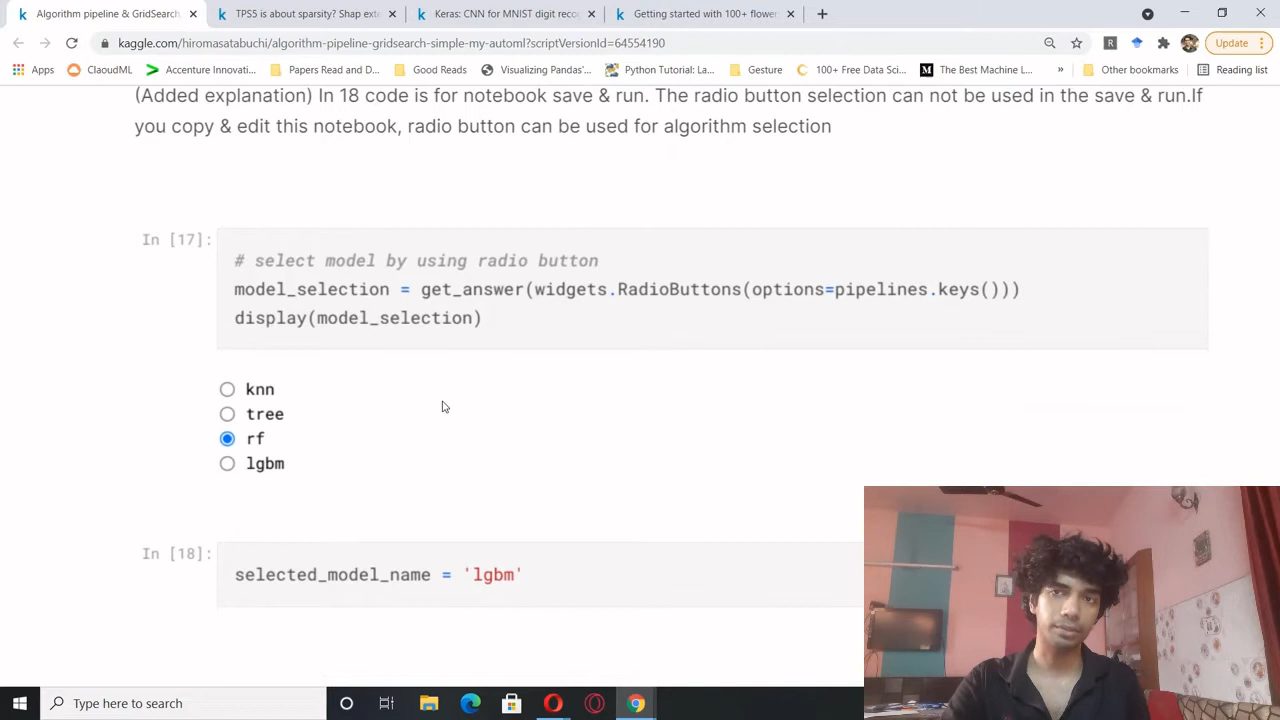 Algorithm pipeline & GridSearch,
TPS5 is about sparsity? Shap exte
Keras: CNN for MNIST digit reco
Getting started with 100+ flower
kaggle.com/hiromasatabuchi/algorithm-pipeline-gridsearch-simple-my-automl?scriptVersionId=64554190
Update
Apps
ClaoudML
Accenture Innovati...
Papers Read and D...
Good Reads
Visualizing Pandas'...
Python Tutorial: La...
Gesture
100+ Free Data Sci...
The Best Machine L...
»
Other bookmarks
Reading list
(Added explanation) In 18 code is for notebook save & run. The radio button selection can not be used in the save & run.If
you copy & edit this notebook, radio button can be used for algorithm selection
In [17]:
# select model by using radio button
model_selection = get_answer(widgets.RadioButtons(options=pipelines.keys()))
display(model_selection)
knn
tree
rf
lgbm
In [18]:
selected_model_name = 'lgbm'
Type here to search